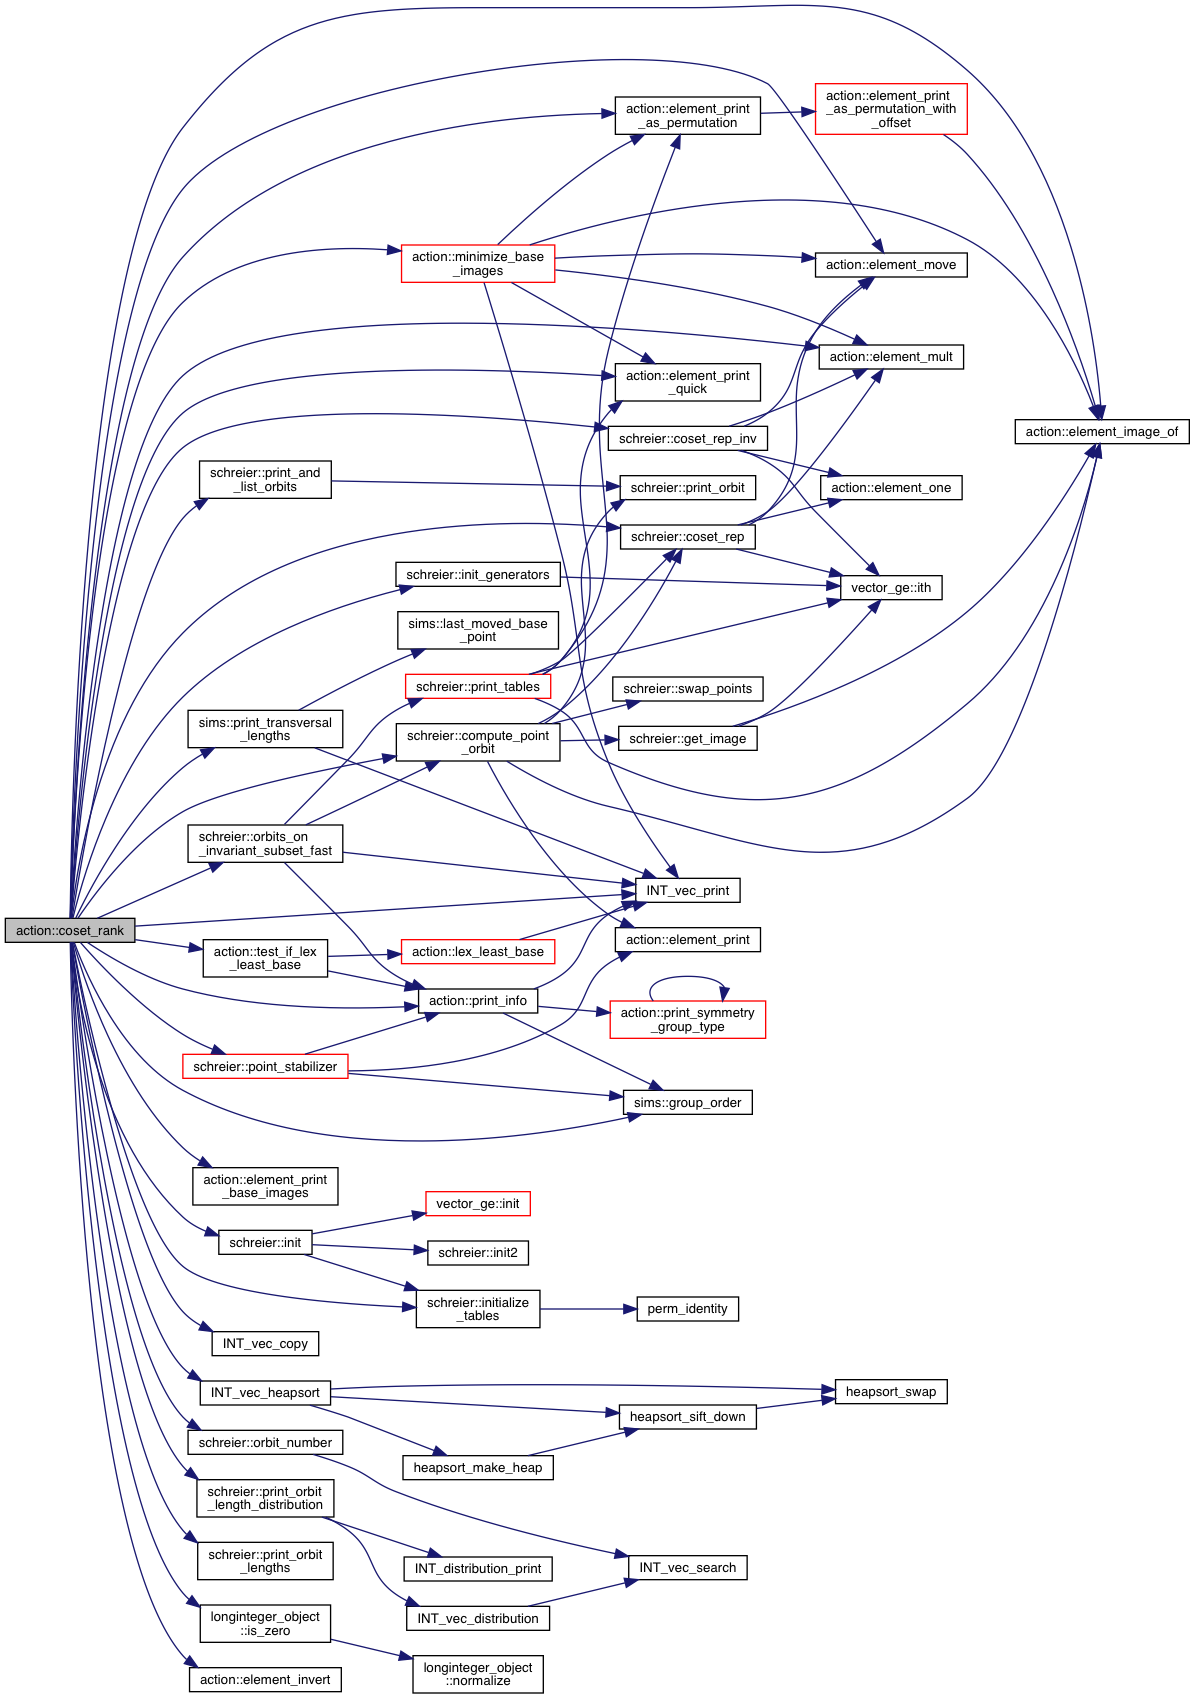 action::element_print
_as_permutation
action::element_print
_as_permutation_with
_offset
action::minimize_base
_images
action::element_move
action::element_mult
action::element_print
_quick
action::element_image_of
schreier::coset_rep_inv
schreier::print_and
_list_orbits
schreier::print_orbit
action::element_one
schreier::coset_rep
schreier::init_generators
vector_ge::ith
sims::last_moved_base
_point
schreier::print_tables
schreier::swap_points
sims::print_transversal
_lengths
schreier::compute_point
_orbit
schreier::get_image
schreier::orbits_on
_invariant_subset_fast
INT_vec_print
action::coset_rank
action::element_print
action::test_if_lex
_least_base
action::lex_least_base
action::print_info
action::print_symmetry
_group_type
schreier::point_stabilizer
sims::group_order
action::element_print
_base_images
vector_ge::init
schreier::init
schreier::init2
schreier::initialize
_tables
perm_identity
INT_vec_copy
INT_vec_heapsort
heapsort_swap
heapsort_sift_down
schreier::orbit_number
heapsort_make_heap
schreier::print_orbit
_length_distribution
schreier::print_orbit
_lengths
INT_distribution_print
INT_vec_search
longinteger_object
::is_zero
INT_vec_distribution
action::element_invert
longinteger_object
::normalize